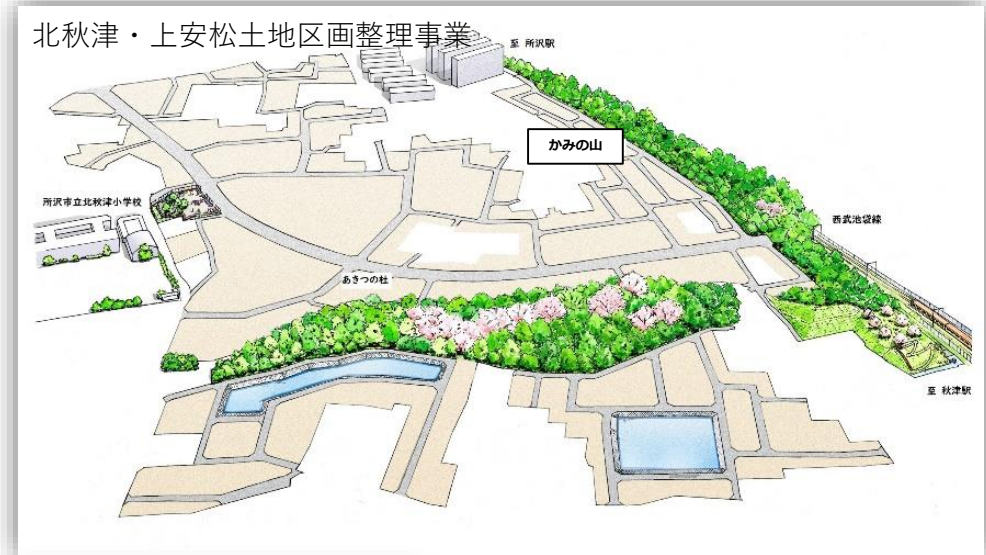 北秋津・上安松土地区画整理事業
至 所沢駅
かみの山
所沢市立北秋津小学校
西武池袋線
あきつの杜
至 秋津駅